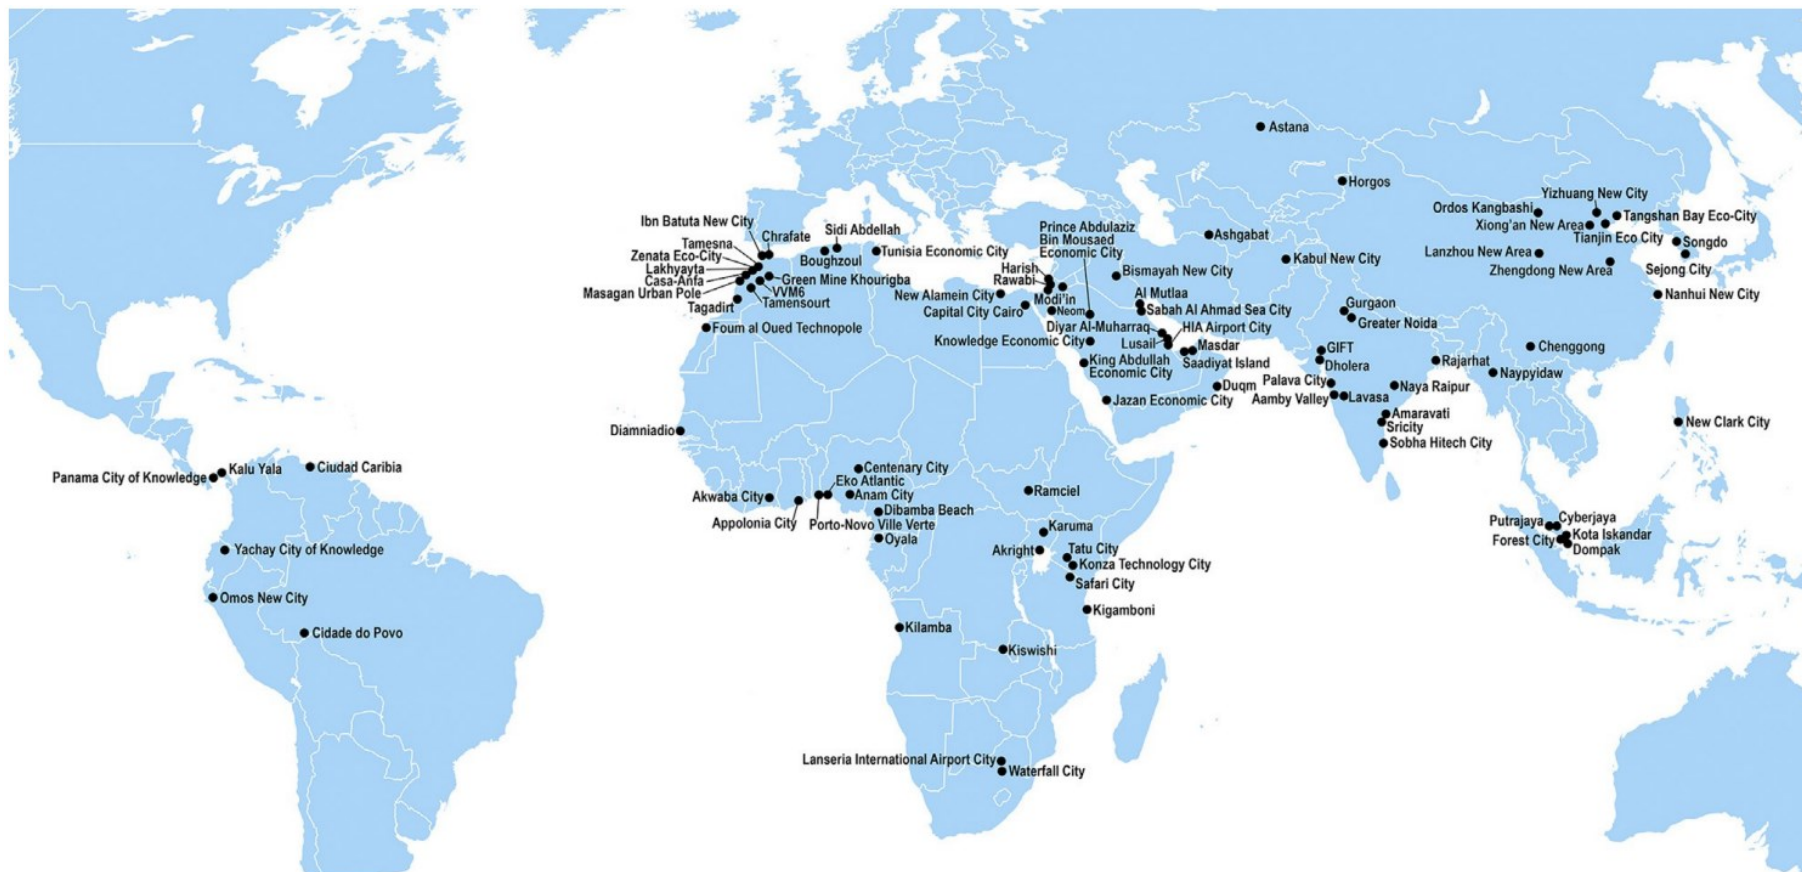 Astana
Horgos
Yizhuang New City
Ordos Kangbashi
Tangshan Bay Eco-City
Xiong'an New Area
Tianjin Eco City
Songdo
Lanzhou New Area
Zhengdong New Area
Sejong City
Nanhui New City
Ibn Batuta New City
Chrafate
Sidi Abdellah
Tamesna
Zenata Eco-City
Boughzoul
Tunisia Economic City
Lakhyayta
Casa-Anfa
Green Mine Khourigba
Masagan Urban Pole
VVM6
Tamensourt
Tagadirt
Foum al Oued Technopole
Prince Abdulaziz
Bin Mousaed
Economic City
Ashgabat
Kabul New City
Harish
Rawabi
Bismayah New City
New Alamein City
Modi'in
Al Mutlaa
Capital City Cairo
Neom
Sabah Al Ahmad Sea City
Gurgaon
Greater Noida
Diyar Al-Muharraq
HIA Airport City
Knowledge Economic City
Lusail
Masdar
Saadiyat Island
King Abdullah
Economic City
GIFT
Dholera
Rajarhat
Chenggong
Naypyidaw
Duqm
Palava City
Naya Raipur
Jazan Economic City
Aamby Valley
Lavasa
Amaravati
Sricity
Sobha Hitech City
New Clark City
Diamniadio
Panama City of Knowledge
Kalu Yala
Ciudad Caribia
Centenary City
Eko Atlantic
Akwaba City
Anam City
Ramciel
Appolonia City
Dibamba Beach
Porto-Novo Ville Verte
Oyala
Karuma
Akright
Tatu City
Konza Technology City
Safari City
Putrajaya
Cyberjaya
Kota Iskandar
Forest City
Dompak
Yachay City of Knowledge
Omos New City
Cidade do Povo
Kigamboni
Kilamba
Kiswishi
Lanseria International Airport City
Waterfall City